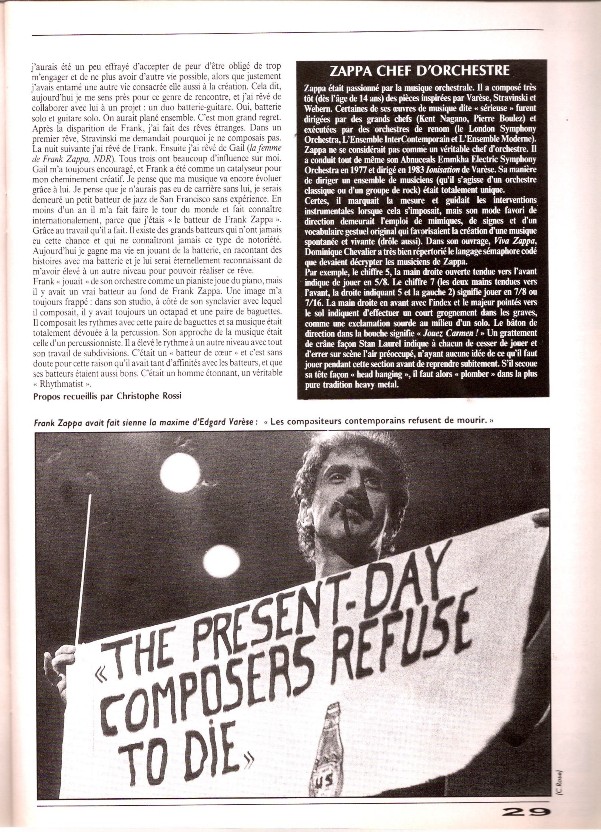 j'aurais été un peu effrayé d'accepter de peur d'être obligé de trop
m'engager et de ne plus avoir d'autre vie possible, alors que justement
j'avais entamé une autre vie consacrée elle aussi à la création. Cela dit,
aujourd'hui je me sens près pour ce genre de rencontre, et j'ai rêvé de
collaborer avec lui à un projet : un duo batterie-guitare. Oui, batterie
solo et guitare solo. On aurait plané ensemble. C'est mon grand regret.
Après la disparition de Frank, j'ai fait des rêves étranges. Dans un
premier rêve, Stravinski me demandait pourquoi je ne composais pas.
La nuit suivante j'ai rêvé de Frank. Ensuite j'ai rêvé de Gail (la femme
de Frank Zappa, NDR). Tous trois ont beaucoup d'influence sur moi.
Gail m'a toujours encouragé, et Frank a été comme un catalyseur pour
mon cheminement créatif. Je pense que ma musique va encore évoluer
grâce à lui. Je pense que je n'aurais pas eu de carrière sans lui, je serais
demeuré un petit batteur de jazz de San Francisco sans expérience. En
moins d'un an il m'a fait faire le tour du monde et fait connaître
internationalement, parce que j'étais « le batteur de Frank Zappa ».
Grâce au travail qu'il a fait. Il existe des grands batteurs qui n'ont jamais
eu cette chance et qui ne connaîtront jamais ce type de notoriété.
Aujourd'hui je gagne ma vie en jouant de la batterie, en racontant des
histoires avec ma batterie et je lui serai éternellement reconnaissant de
m'avoir élevé à un autre niveau pour pouvoir réaliser ce rêve.
Frank « jouait » de son orchestre comme un pianiste joue du piano, mais
il y avait un vrai batteur au fond de Frank Zappa. Une image m'a
toujours frappé : dans son studio, à côté de son synclavier avec lequel
il composait, il y avait toujours un octapad et une paire de baguettes.
Il composait les rythmes avec cette paire de baguettes et sa musique était
totalement dévouée à la percussion. Son approche de la musique était
celle d'un percussionniste. Il a élevé le rythme à un autre niveau avec tout
son travail de subdivisions. C'était un « batteur de cœur » et c'est sans
doute pour cette raison qu'il avait tant d'affinités avec les batteurs, et que
ses batteurs étaient aussi bons. C'était un homme étonnant, un véritable
« Rhythmatist ».
Propos recueillis par Christophe Rossi
ZAPPA CHEF D'ORCHESTRE
Zappa était passionné par la musique orchestrale. Il a composé très
tôt (dès l'âge de 14 ans) des pièces inspirées par Varèse, Stravinski et
Webern. Certaines de ses œuvres de musique dite « sérieuse » furent
dirigées par des grands chefs (Kent Nagano, Pierre Boulez) et
exécutées par des orchestres de renom (le London Symphony
Orchestra, L'Ensemble InterContemporain et L'Ensemble Moderne).
Zappa ne se considérait pas comme un véritable chef d'orchestre. Il
a conduit tout de même son Abnuceals Emmkha Electric Symphony
Orchestra en 1977 et dirigé en 1983 Ionisation de Varèse. Sa manière
de diriger un ensemble de musiciens (qu'il s'agisse d'un orchestre
classique ou d'un groupe de rock) était totalement unique.
Certes, il marquait la mesure et guidait les interventions
instrumentales lorsque cela s'imposait, mais son mode favori de
direction demeurait l'emploi de mimiques, de signes et d'un
vocabulaire gestuel original qui favorisaient la création d'une musique
spontanée et vivante (drôle aussi). Dans son ouvrage, Viva Zappa,
Dominique Chevalier a très bien répertorié le langage sémaphore codé
que devaient décrypter les musiciens de Zappa.
Par exemple, le chiffre 5, la main droite ouverte tendue vers l'avant
indique de jouer en 5/8. Le chiffre 7 (les deux mains tendues vers
l'avant, la droite indiquant 5 et la gauche 2) signifie jouer en 7/8 ou
7/16. La main droite en avant avec l'index et le majeur pointés vers
le sol indiquent d'effectuer un court grognement dans les graves,
comme une exclamation sourde au milieu d'un solo. Le bâton de
direction dans la bouche signifie « Jouez Carmen ! » Un grattement
de crâne façon Stan Laurel indique à chacun de cesser de jouer et
d'errer sur scène l'air préoccupé, n'ayant aucune idée de ce qu'il faut
jouer pendant cette section avant de reprendre subitement. S'il secoue
sa tête façon « head banging », il faut alors « plomber » dans la plus
pure tradition heavy metal.
Frank Zappa avait fait sienne la maxime d'Edgard Varèse : « Les compositeurs contemporains refusent de mourir. »
«THE PRESENT-DAY
COMPOSERS REFUSE
TO DIE»
US
29